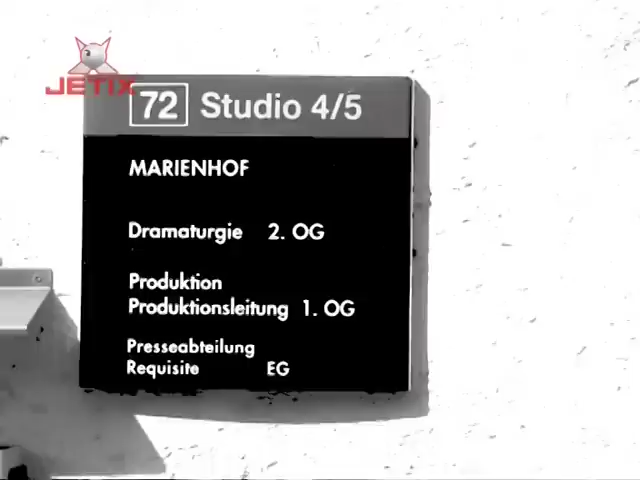 JETIX
72 Studio 4/5
MARIENHOF
Dramaturgie 2. OG
Produktion
Produktionsleitung 1. OG
Presseabteilung
Requisite EG